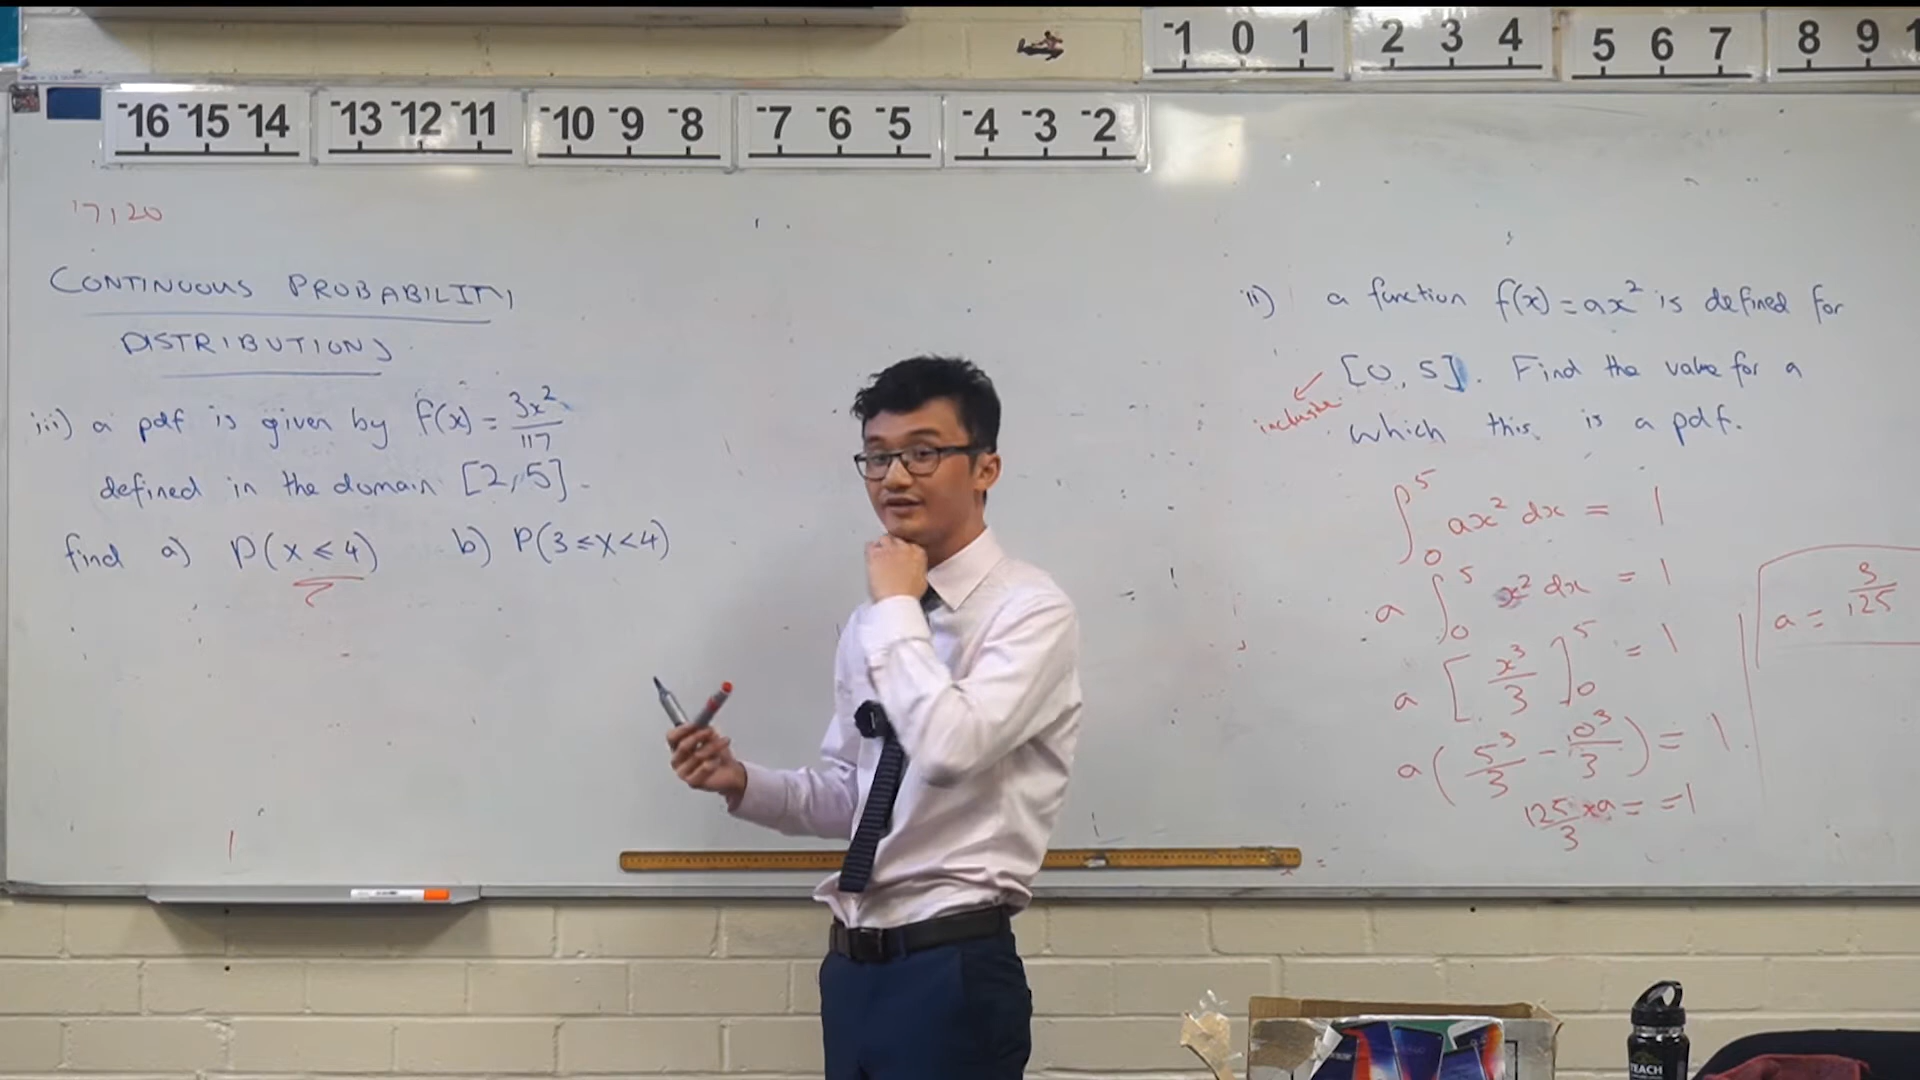 -1 0 1 2 3 4 5 6 7 8 9 1
-16 -15 -14 -13 -12 -11 -10 -9 -8 -7 -6 -5 -4 -3 -2
17120
CONTINUOUS PROBABILITY
DISTRIBUTIONS
iii) a pdf is given by f(x) = 3x²/117
defined in the domain [2,5].
find a) P(x ≤ 4) b) P(3 ≤ x < 4)
ii) a function f(x) = ax² is defined for
[0, 5]. Find the value for a
inclusive
which this is a pdf.
∫₀⁵ ax² dx = 1
a ∫₀⁵ x² dx = 1
a [x³/3]₀⁵ = 1
a (5³/3 - 0³/3) = 1.
125/3 xa = = 1
a = 3/125
TEACH